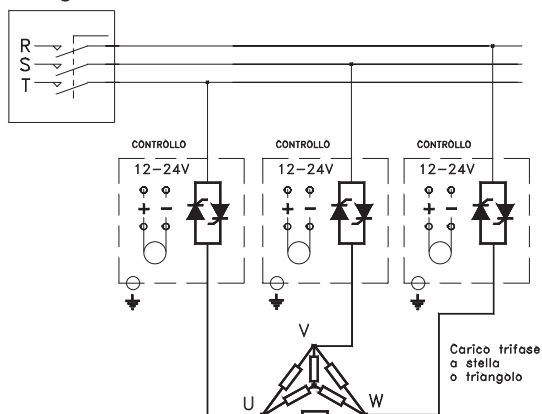 R
S
T
CONTROLLO CONTROLLO CONTROLLO
12-24V 12-24V 12-24V
+ - + - + -
V
Carico trifase
a stella
o triangolo
U W